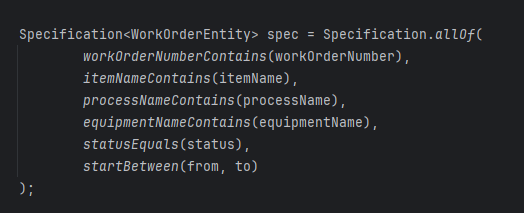 Specification<WorkOrderEntity> spec = Specification.allOf(
        workOrderNumberContains(workOrderNumber),
        itemNameContains(itemName),
        processNameContains(processName),
        equipmentNameContains(equipmentName),
        statusEquals(status),
        startBetween(from, to)
);